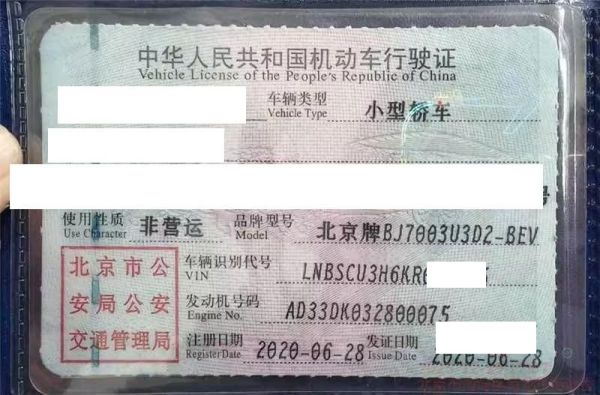 中华人民共和国机动车行驶证
Vehicle License of the People's Republic of China
车辆类型 小型轿车
Vehicle Type
号
使用性质 非营运 品牌型号 北京牌BJ7003U3D2-BEV
Use Character Model
北京市公
安局公安
交通管理局
车辆识别代号 LNBSCU3H6KR
VIN
发动机号码 AD33DK032800075
Engine No.
注册日期 2020-06-28 发证日期 2020-06-28
Register Date Issue Date